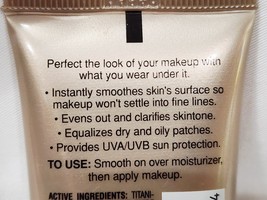 Perfect the look of your makeup with
what you wear under it.
• Instantly smoothes skin's surface so
makeup won't settle into fine lines.
• Evens out and clarifies skintone.
• Equalizes dry and oily patches.
• Provides UVA/UVB sun protection.
TO USE: Smooth on over moisturizer,
then apply makeup.
ACTIVE INGREDIENTS: TITANI-